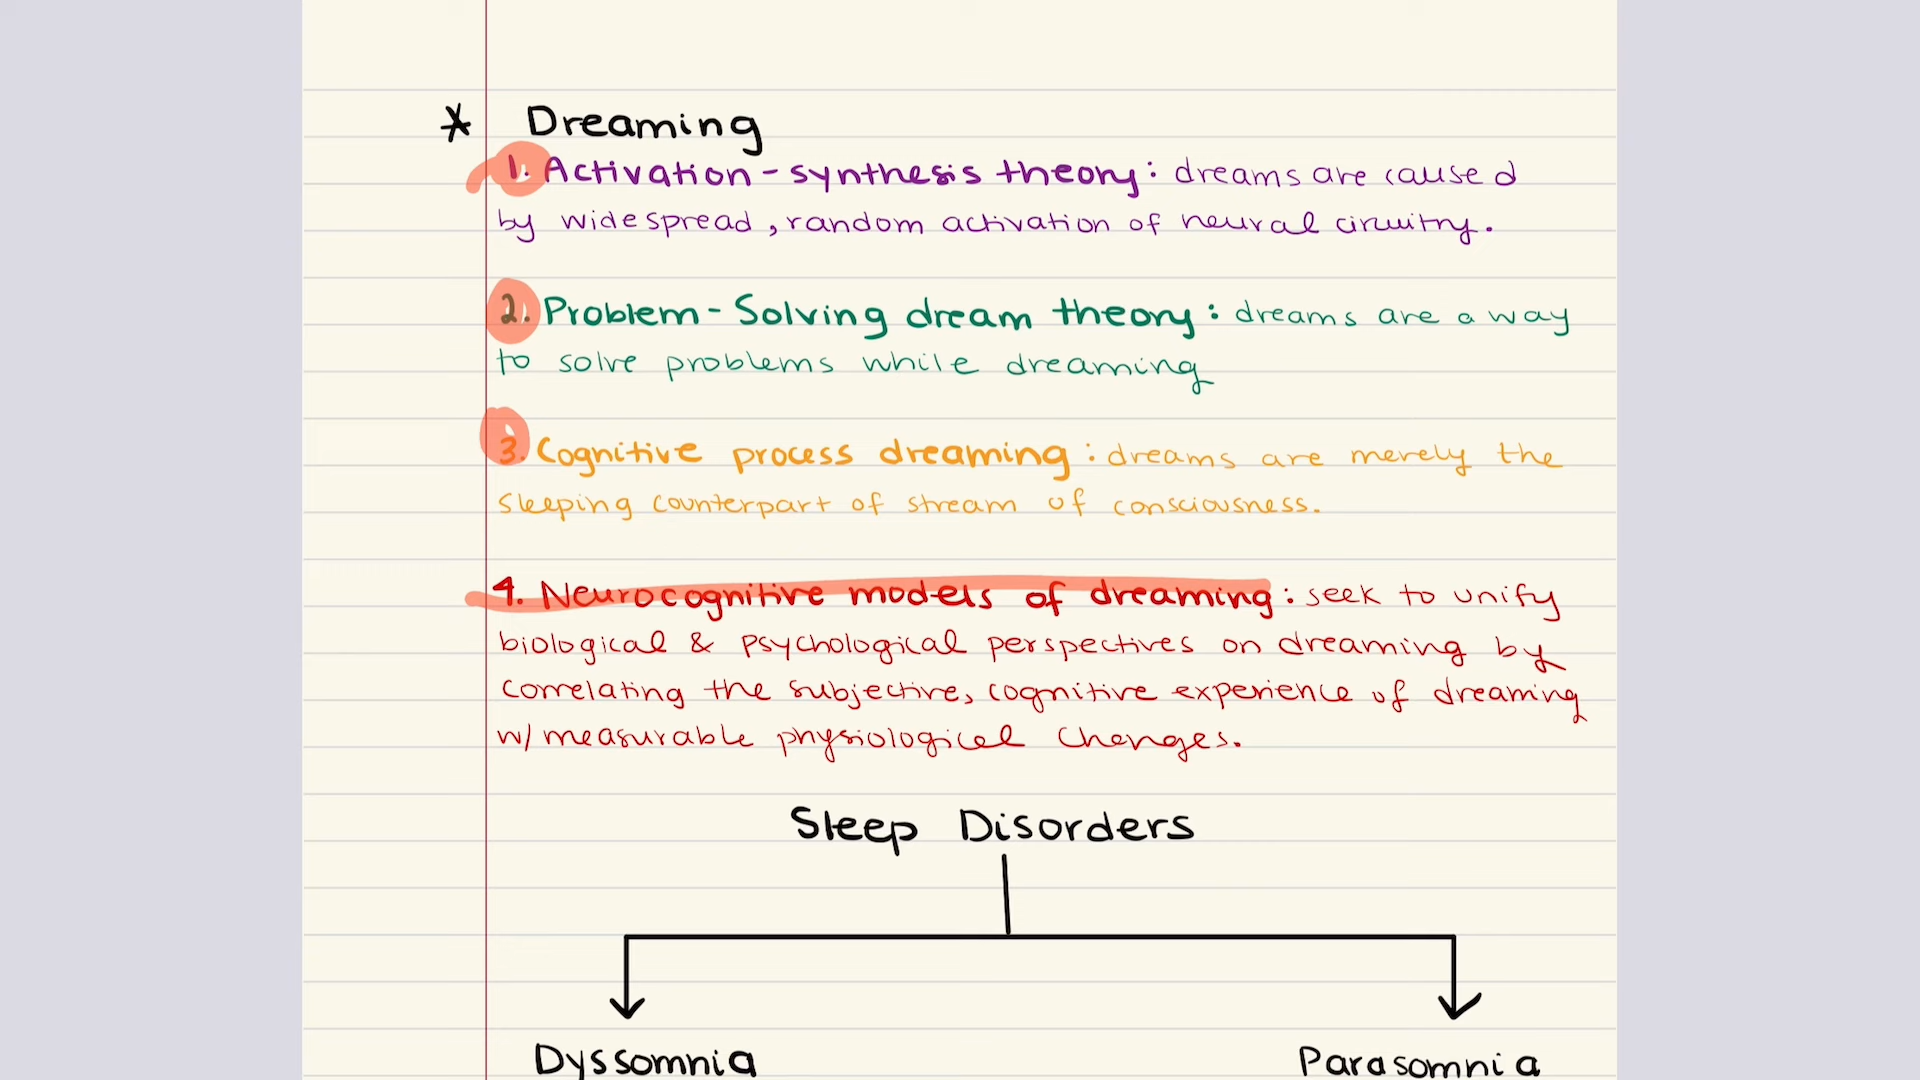 * Dreaming
1. Activation - synthesis theory: dreams are caused
by widespread, random activation of neural circuitry.
2. Problem - Solving dream theory: dreams are a way
to solve problems while dreaming
3. Cognitive process dreaming: dreams are merely the
sleeping counterpart of stream of consciousness.
4. Neurocognitive models of dreaming: seek to unify
biological & psychological perspectives on dreaming by
correlating the subjective, cognitive experience of dreaming
w/ measurable physiological changes.
Sleep Disorders
Dyssomnia Parasomnia